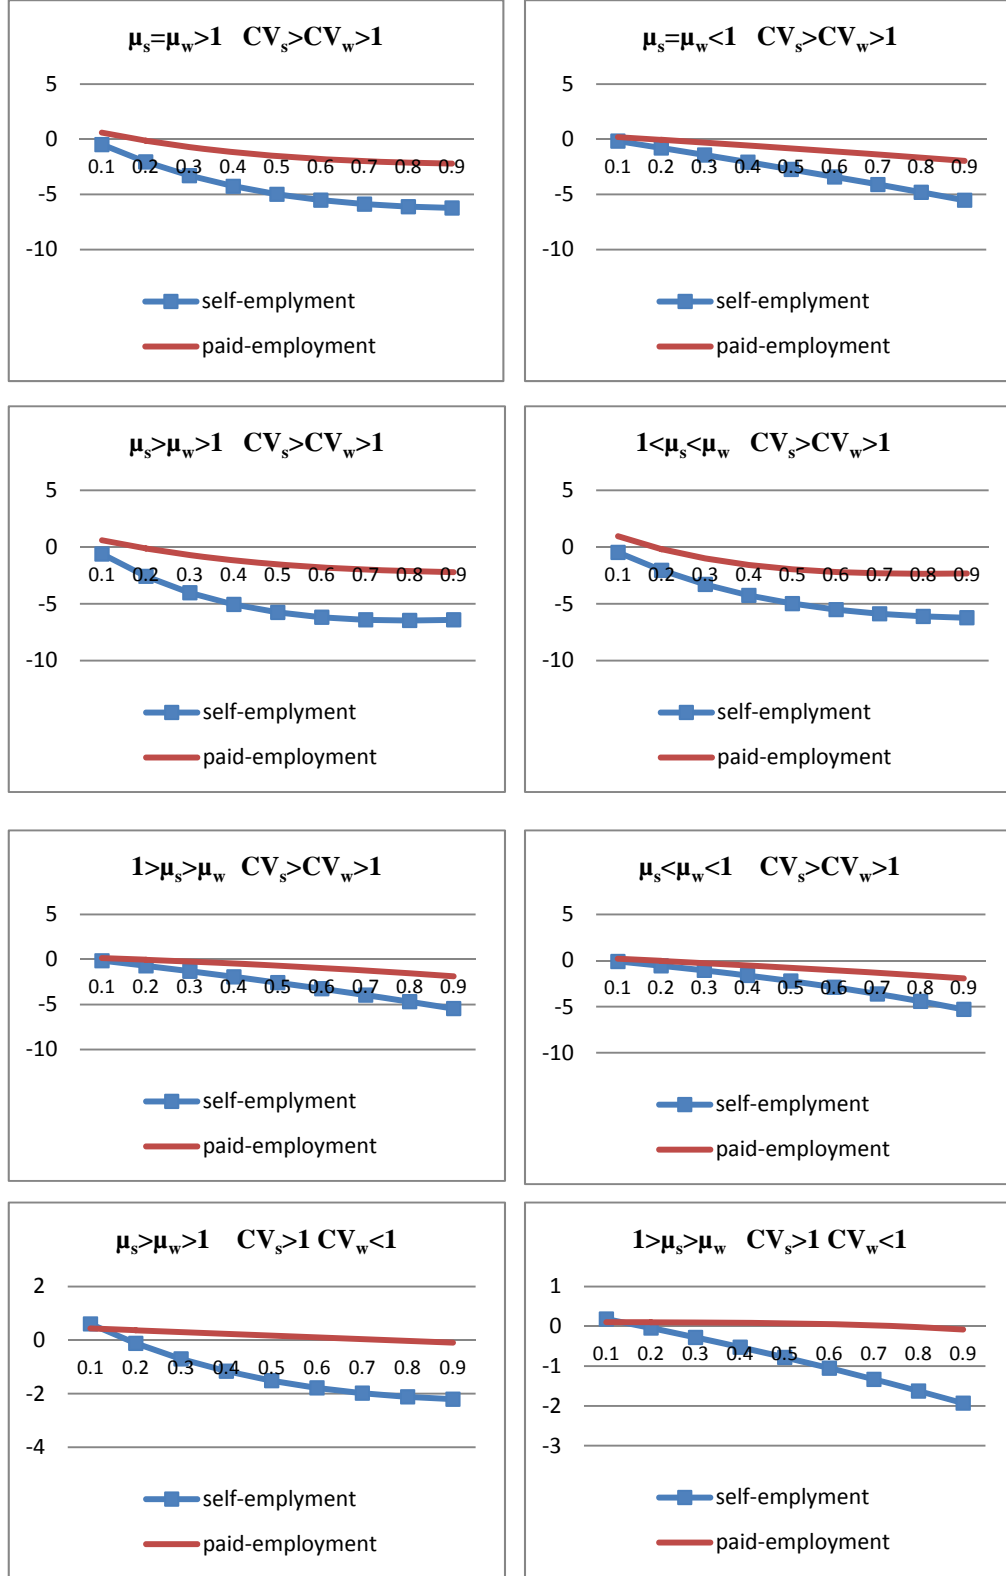 μs=μw>1 CVs>CVw>1
5
0
0.1 0.2 0.3 0.4 0.5 0.6 0.7 0.8 0.9
-5
-10
self-emplyment
paid-employment
μs=μw<1 CVs>CVw>1
5
0
0.1 0.2 0.3 0.4 0.5 0.6 0.7 0.8 0.9
-5
-10
self-emplyment
paid-employment
μs>μw>1 CVs>CVw>1
5
0
0.1 0.2 0.3 0.4 0.5 0.6 0.7 0.8 0.9
-5
-10
self-emplyment
paid-employment
1<μs<μw CVs>CVw>1
5
0
0.1 0.2 0.3 0.4 0.5 0.6 0.7 0.8 0.9
-5
-10
self-emplyment
paid-employment
1>μs>μw CVs>CVw>1
5
0
0.1 0.2 0.3 0.4 0.5 0.6 0.7 0.8 0.9
-5
-10
self-emplyment
paid-employment
μs<μw<1 CVs>CVw>1
5
0
0.1 0.2 0.3 0.4 0.5 0.6 0.7 0.8 0.9
-5
-10
self-emplyment
paid-employment
μs>μw>1 CVs>1 CVw<1
2
0
0.1 0.2 0.3 0.4 0.5 0.6 0.7 0.8 0.9
-2
-4
self-emplyment
paid-employment
1>μs>μw CVs>1 CVw<1
1
0
0.1 0.2 0.3 0.4 0.5 0.6 0.7 0.8 0.9
-1
-2
-3
self-emplyment
paid-employment